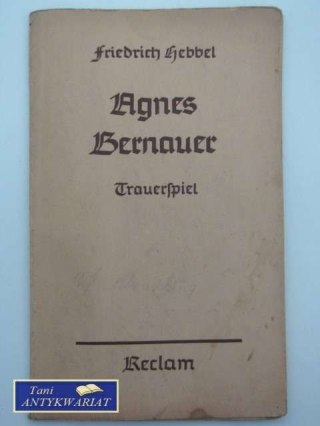 Friedrich Hebbel
Agnes
Bernauer
Trauerſpiel
Reclam
Tani
ANTYKWARIAT